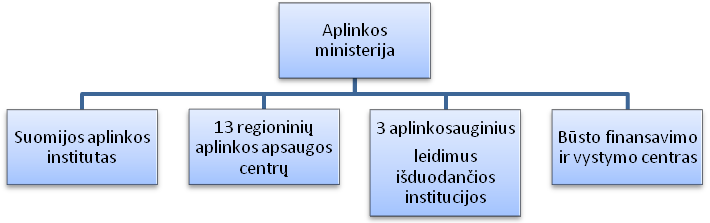 Aplinkos
ministerija
Suomijos aplinkos
institutas
13 regioninių
aplinkos apsaugos
centrų
3 aplinkosauginius
leidimus
išduodančios
institucijos
Būsto finansavimo
ir vystymo centras